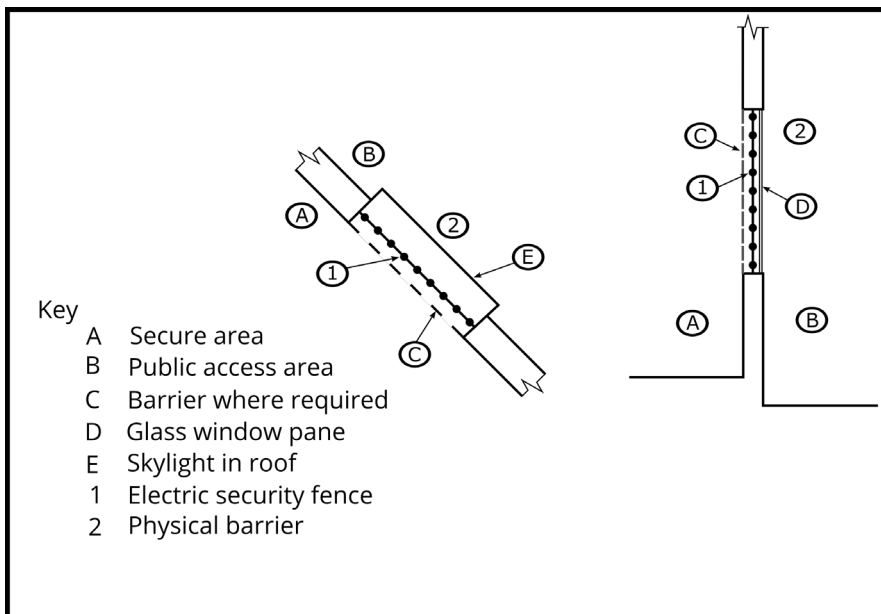 B
A
2
E
1
C
C
2
1
D
A
B
Key
A Secure area
B Public access area
C Barrier where required
D Glass window pane
E Skylight in roof
1 Electric security fence
2 Physical barrier